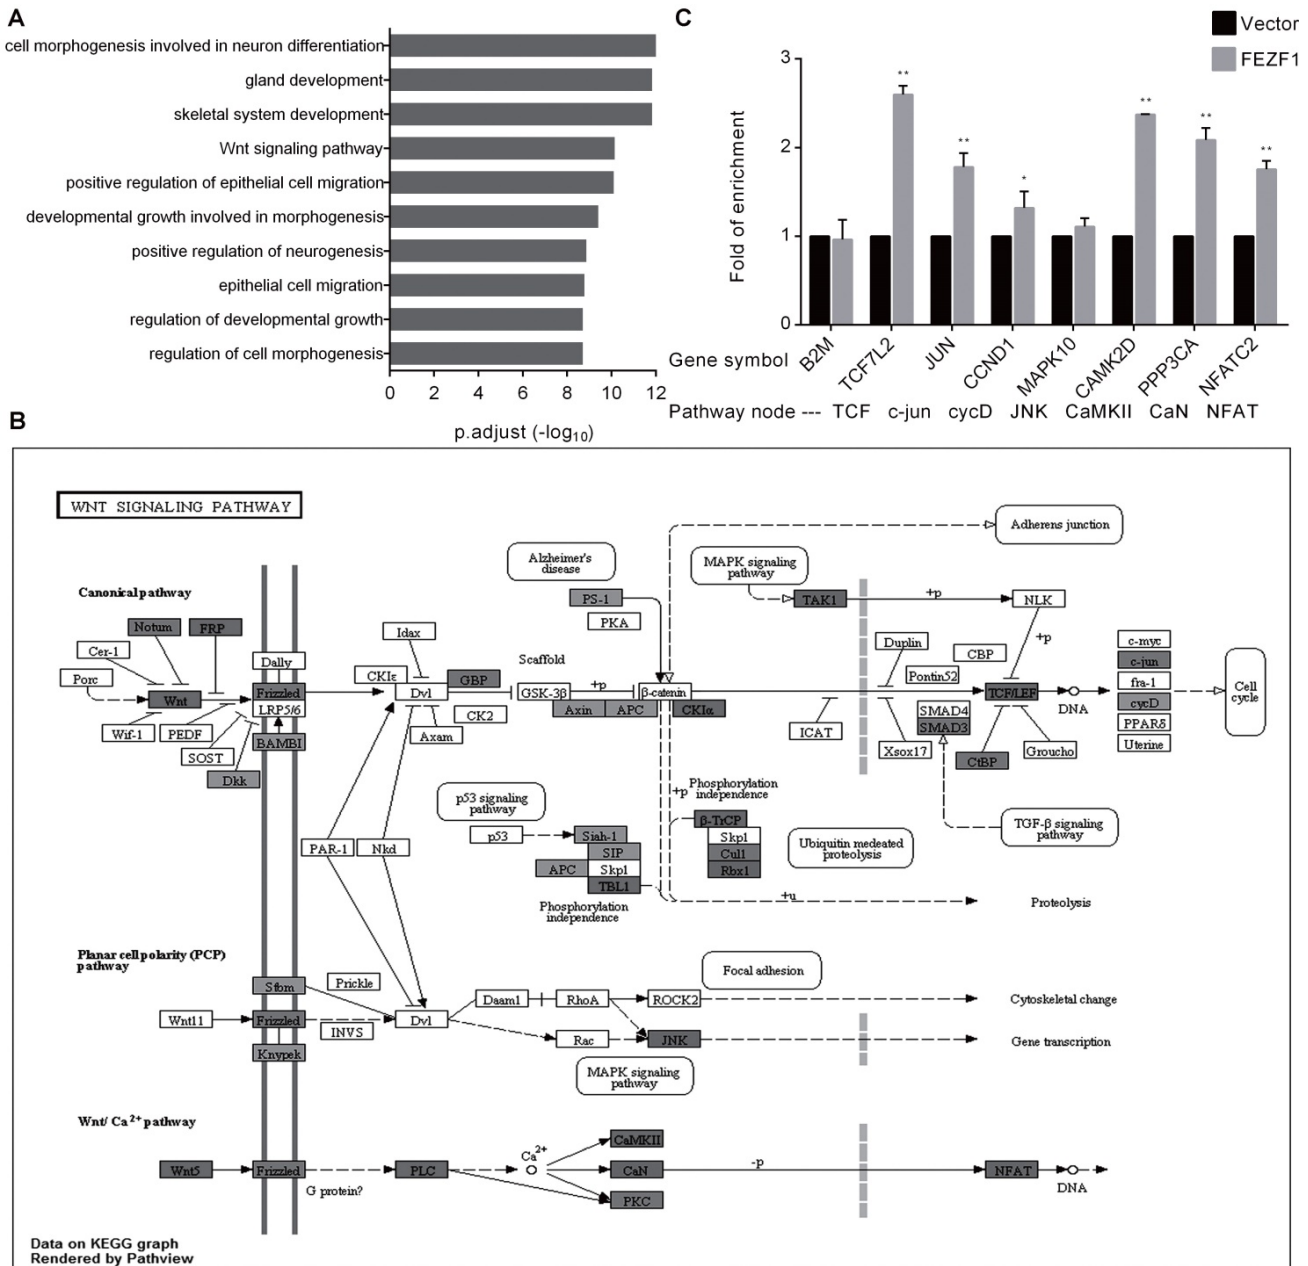 A
cell morphogenesis involved in neuron differentiation
gland development
skeletal system development
Wnt signaling pathway
positive regulation of epithelial cell migration
developmental growth involved in morphogenesis
positive regulation of neurogenesis
epithelial cell migration
regulation of developmental growth
regulation of cell morphogenesis
0 2 4 6 8 10 12
p.adjust (-log10)
C
Vector
FEZF1
Fold of enrichment
3
2
1
0
** ** * ** ** **
Gene symbol B2M TCF7L2 JUN CCND1 MAPK10 CAMK2D PPP3CA NFATC2
Pathway node --- TCF c-jun cycD JNK CaMKII CaN NFAT
B
WNT SIGNALING PATHWAY
Canonical pathway
Notum
FRP
Cer-1
Porc
Wnt
Wif-1
PEDF
SOST
Dkk
Dally
Frizzled
LRP5/6
BAMBI
Idax
CKIε
Dvl
GBP
CK2
Axam
Alzheimer's
disease
PS-1
PKA
Scaffold
GSK-3β
+p
β-catenin
Axin
APC
CKIα
Adherens junction
MAPK signaling
pathway
TAK1
+p
NLK
+p
Duplin
CBP
Pontin52
TCF/LEF
DNA
SMAD4
SMAD3
ICAT
Xsox17
CtBP
Groucho
c-myc
c-jun
fra-1
cycD
PPARδ
Uterine
Cell
cycle
TGF-β signaling
pathway
p53 signaling
pathway
p53
Siah-1
SIP
APC
Skp1
TBL1
Phosphorylation
independence
+p
Phosphorylation
independence
β-TrCP
Skp1
Cul1
Rbx1
Ubiquitin medeated
proteolysis
+u
Proteolysis
PAR-1
Nkd
Planar cell polarity (PCP)
pathway
Stbm
Prickle
Wnt11
Frizzled
INVS
Knypek
Dvl
Daam1
RhoA
ROCK2
Focal adhesion
Cytoskeletal change
Rac
JNK
Gene transcription
MAPK signaling
pathway
Wnt/ Ca2+ pathway
Wnt5
Frizzled
G protein?
PLC
Ca2+
CaMKII
CaN
PKC
-p
NFAT
DNA
Data on KEGG graph
Rendered by Pathview